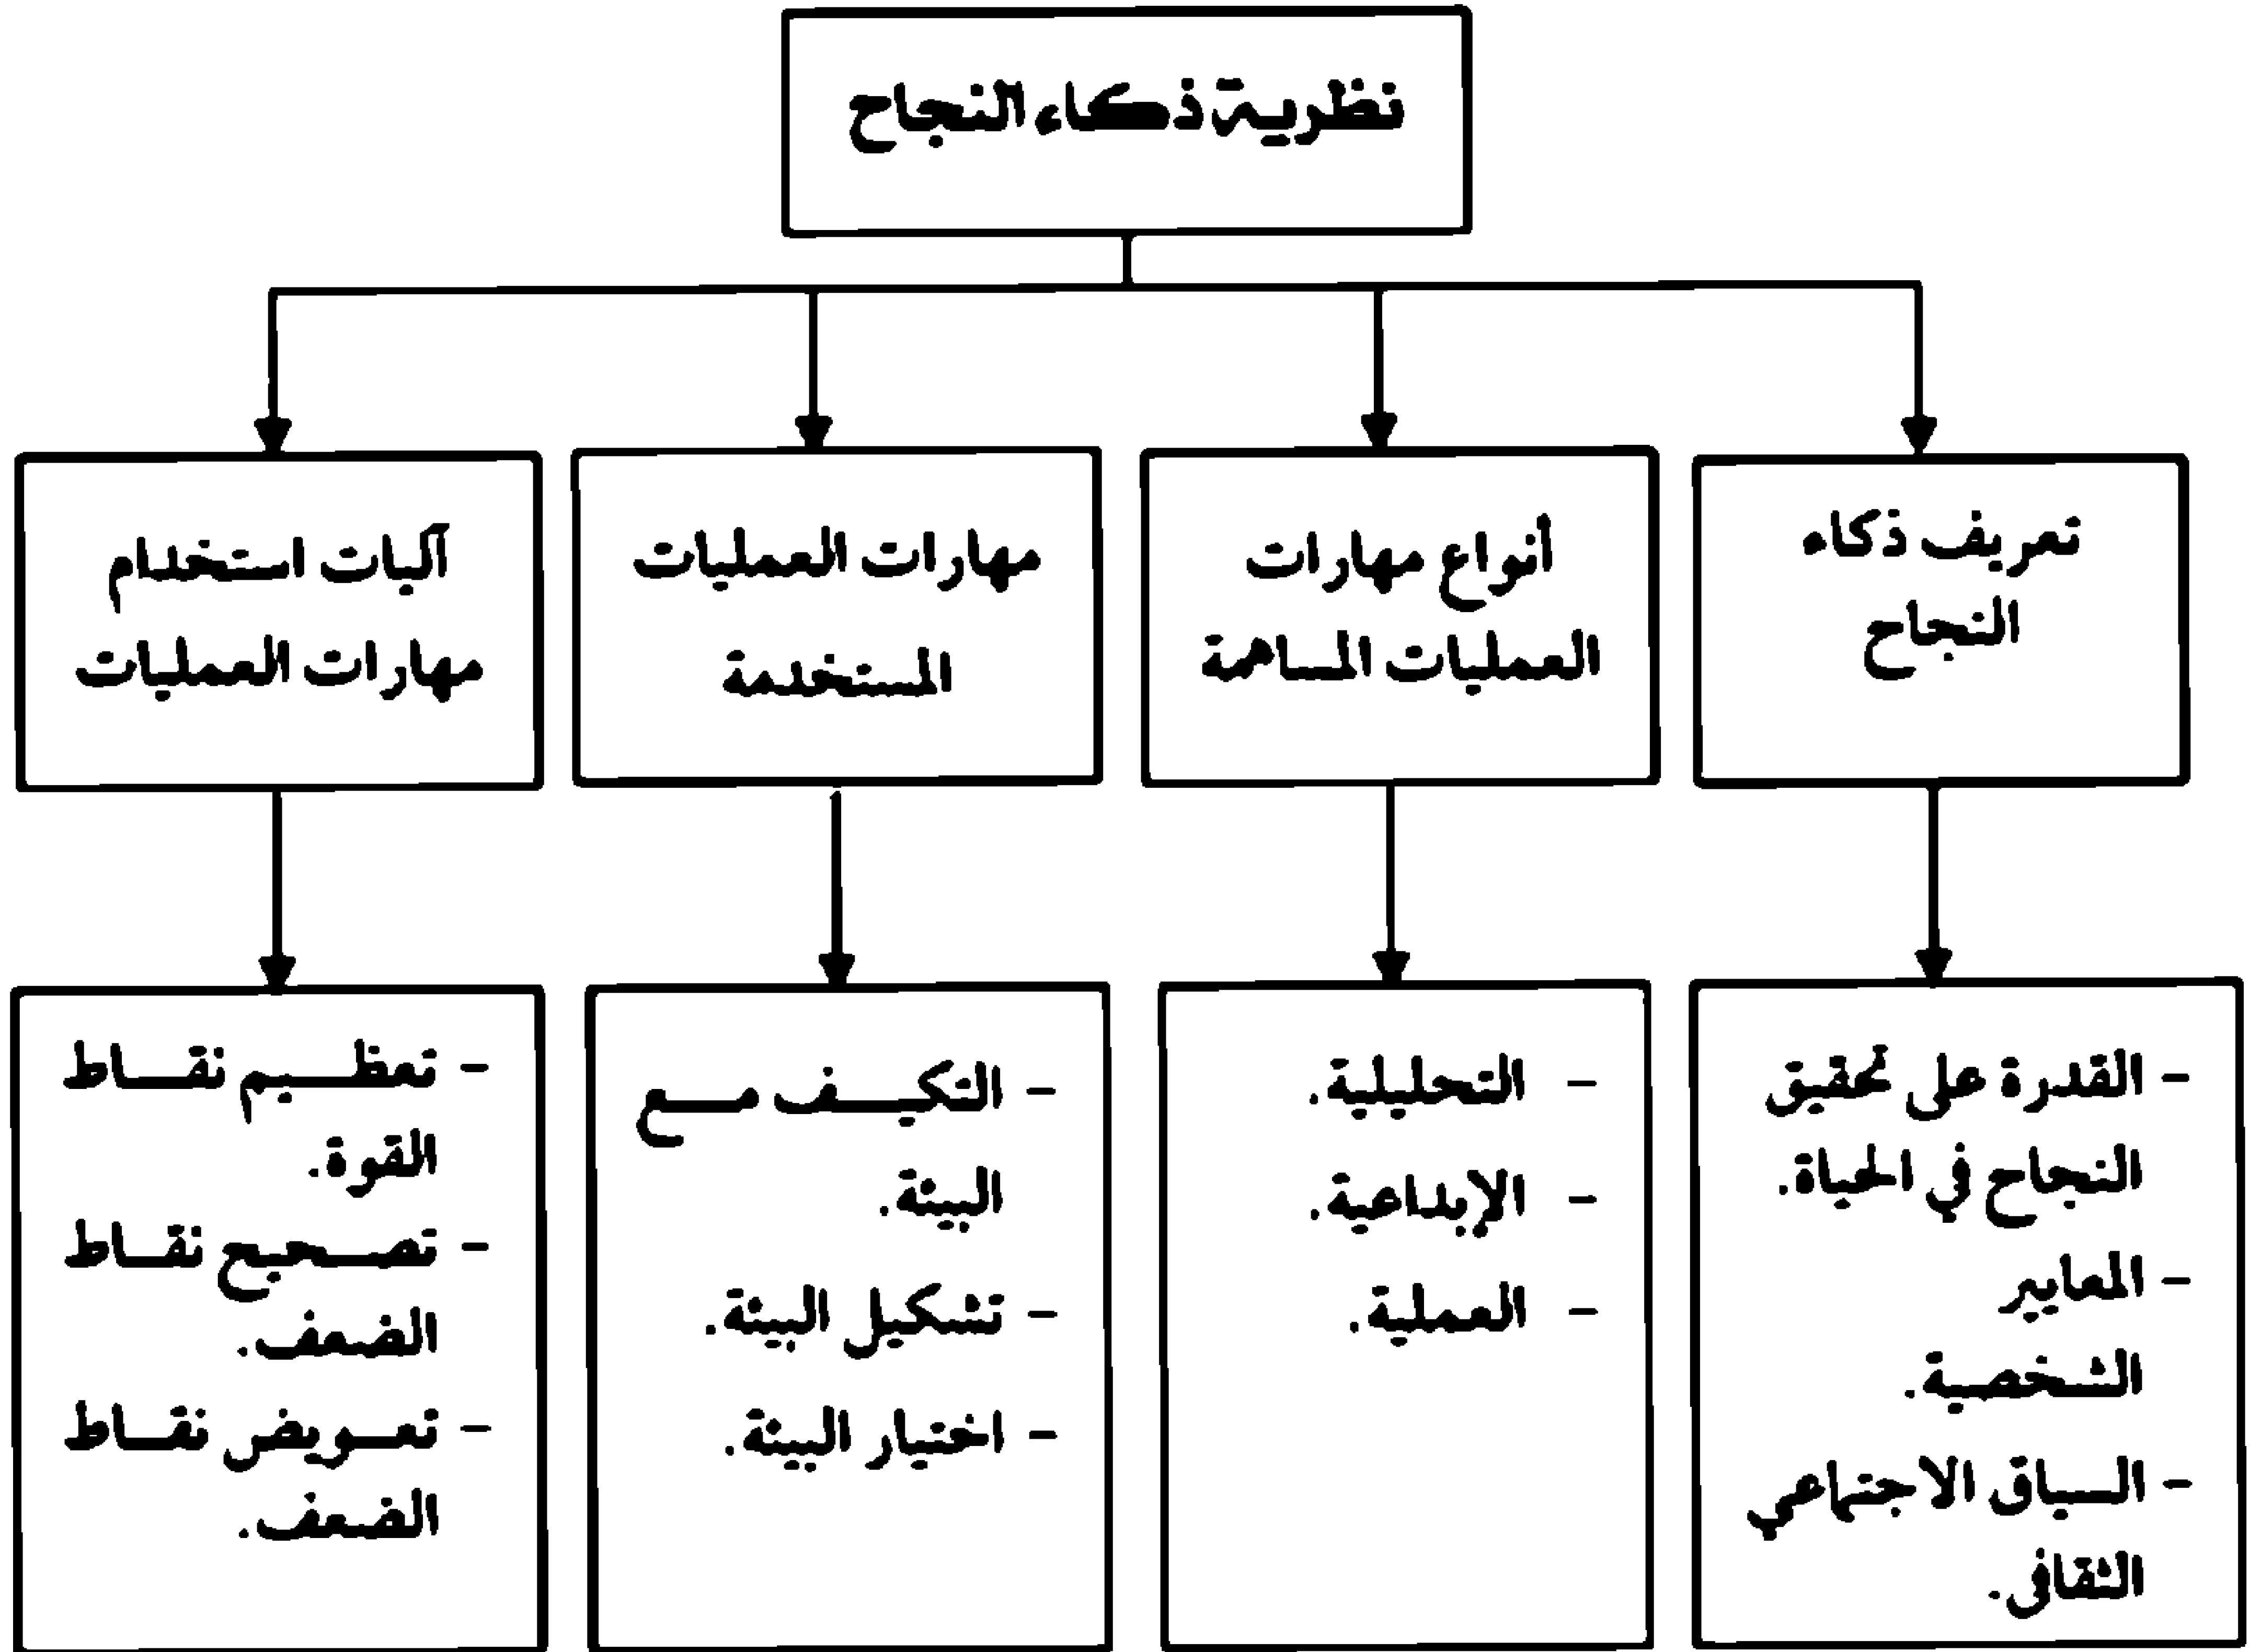 نظرية ذكاء النجاح
تعريف ذكاء
النجاح
أنواع مهارات
العمليات المساهمة
مهارات العمليات
المستخدمة
آليات استخدام
مهارات العمليات
- القدرة على تحقيق
النجاح في الحياة.
- المعايير
الشخصية.
- السياق الاجتماعي
الثقافي.
- التحليلية.
- الإبداعية.
- العملية.
- التكيف مع
البيئة.
- تشكيل البيئة.
- اختيار البيئة.
- تعظيم نقاط
القوة.
- تصحيح نقاط
الضعف.
- تعويض نقاط
الضعف.